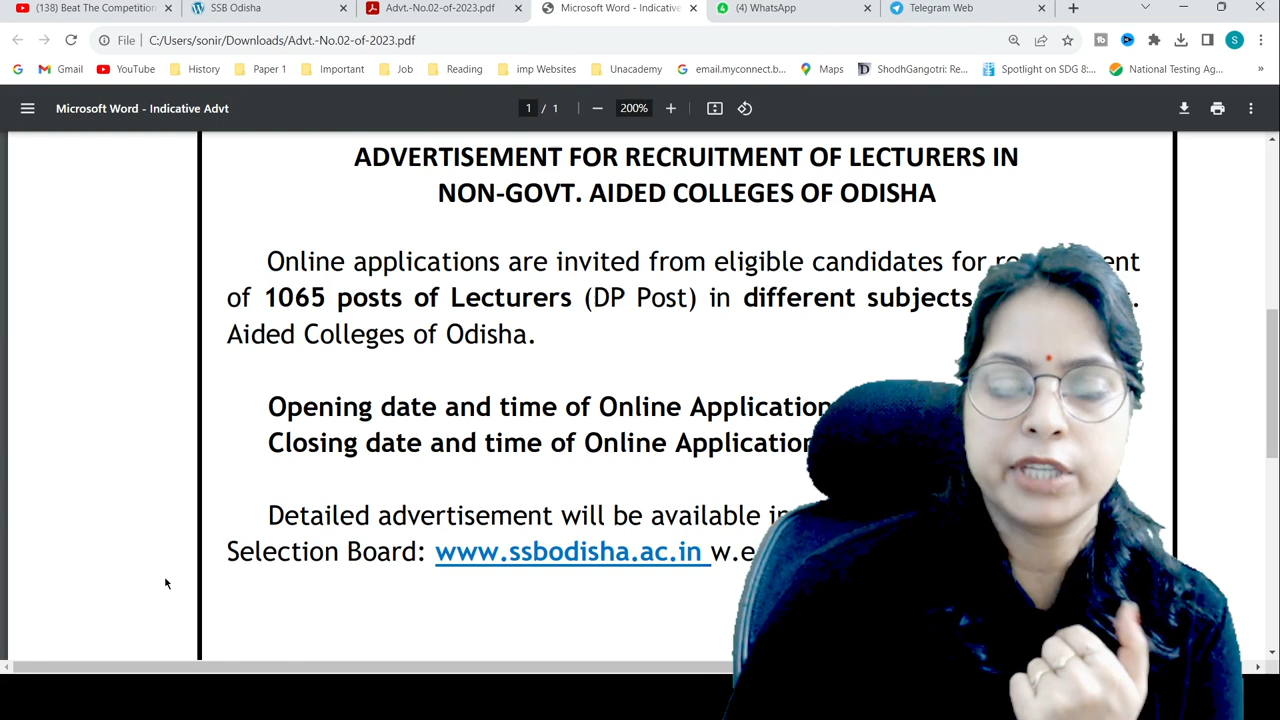 (138) Beat The Competition
SSB Odisha
Advt.-No.02-of-2023.pdf
Microsoft Word - Indicative
(4) WhatsApp
Telegram Web
File
C:/Users/sonir/Downloads/Advt.-No.02-of-2023.pdf
S
Gmail
YouTube
History
Paper 1
Important
Job
Reading
imp Websites
Unacademy
email.myconnect.b...
Maps
ShodhGangotri: Re...
Spotlight on SDG 8:...
National Testing Ag...
»
Microsoft Word - Indicative Advt
1 / 1
200%
ADVERTISEMENT FOR RECRUITMENT OF LECTURERS IN
NON-GOVT. AIDED COLLEGES OF ODISHA
Online applications are invited from eligible candidates for
of 1065 posts of Lecturers (DP Post) in different subjects
Aided Colleges of Odisha.
Opening date and time of Online Application
Closing date and time of Online Application
Detailed advertisement will be available
Selection Board: www.ssbodisha.ac.in w.e